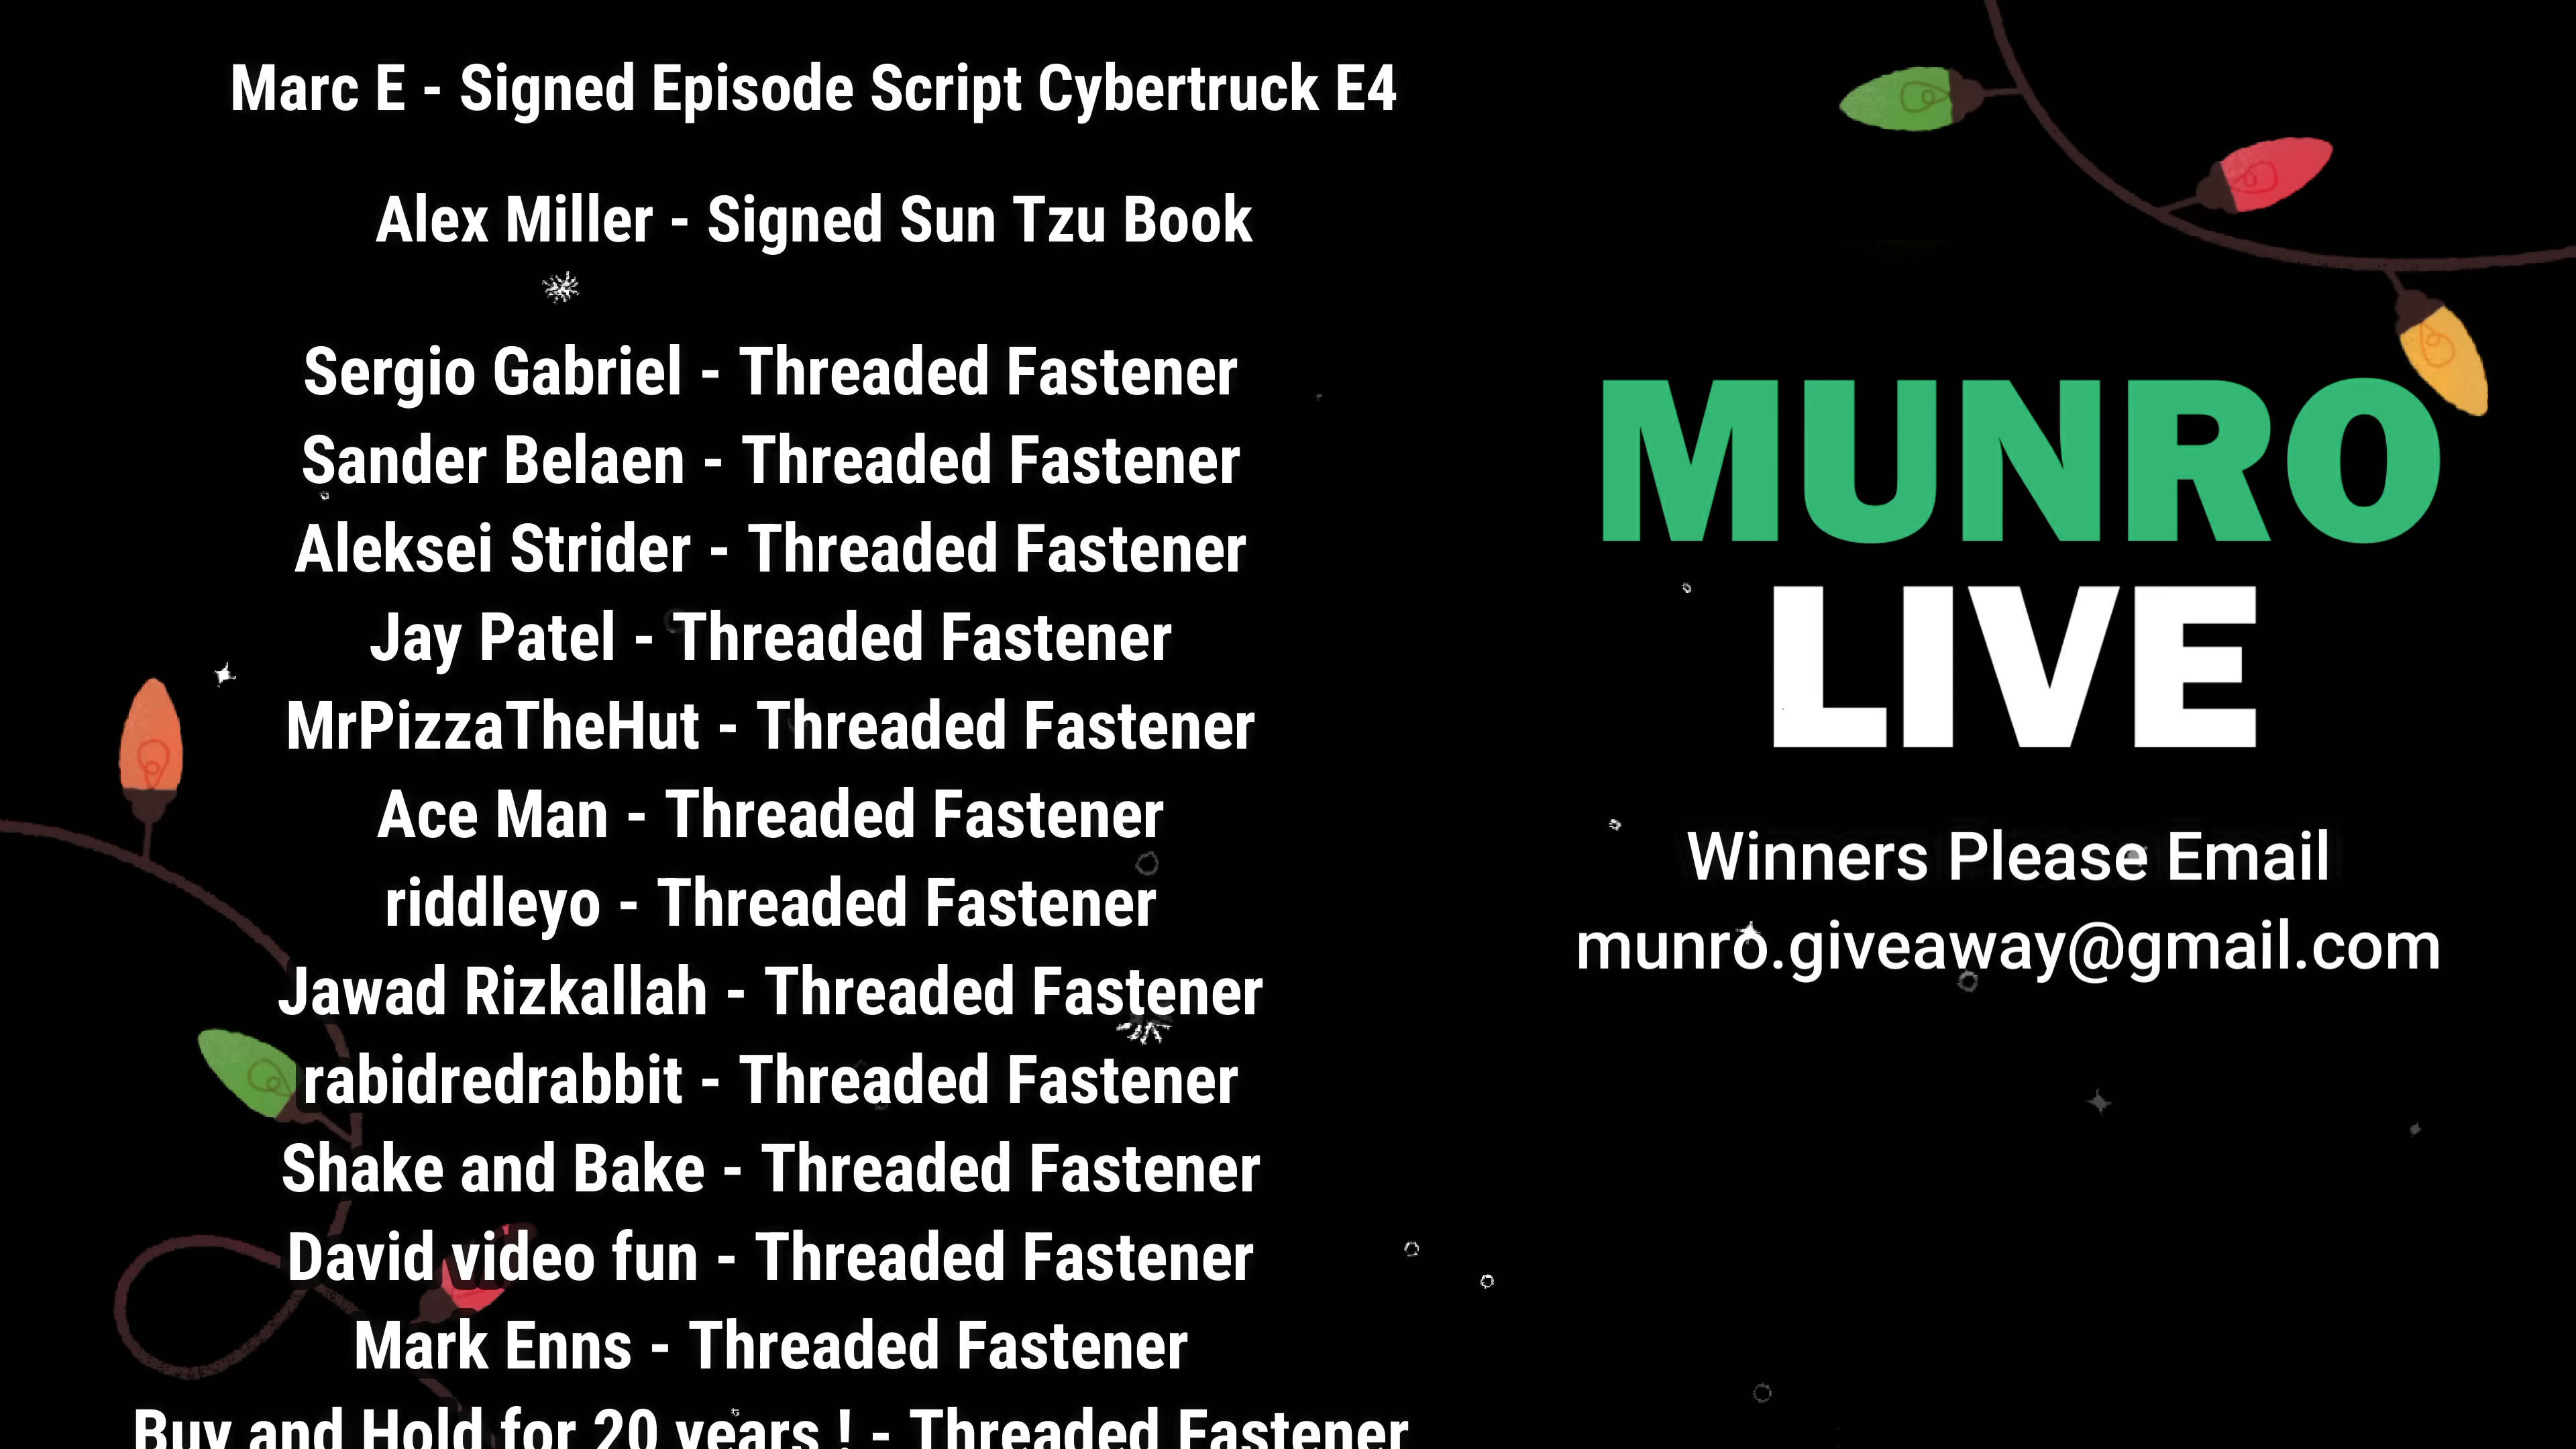 Marc E - Signed Episode Script Cybertruck E4
Alex Miller - Signed Sun Tzu Book
Sergio Gabriel - Threaded Fastener
Sander Belaen - Threaded Fastener
Aleksei Strider - Threaded Fastener
Jay Patel - Threaded Fastener
MrPizzaTheHut - Threaded Fastener
Ace Man - Threaded Fastener
riddleyo - Threaded Fastener
Jawad Rizkallah - Threaded Fastener
rabidredrabbit - Threaded Fastener
Shake and Bake - Threaded Fastener
David video fun - Threaded Fastener
Mark Enns - Threaded Fastener
Buy and Hold for 20 years ! - Threaded Fastener
MUNRO
LIVE
Winners Please Email
munro.giveaway@gmail.com